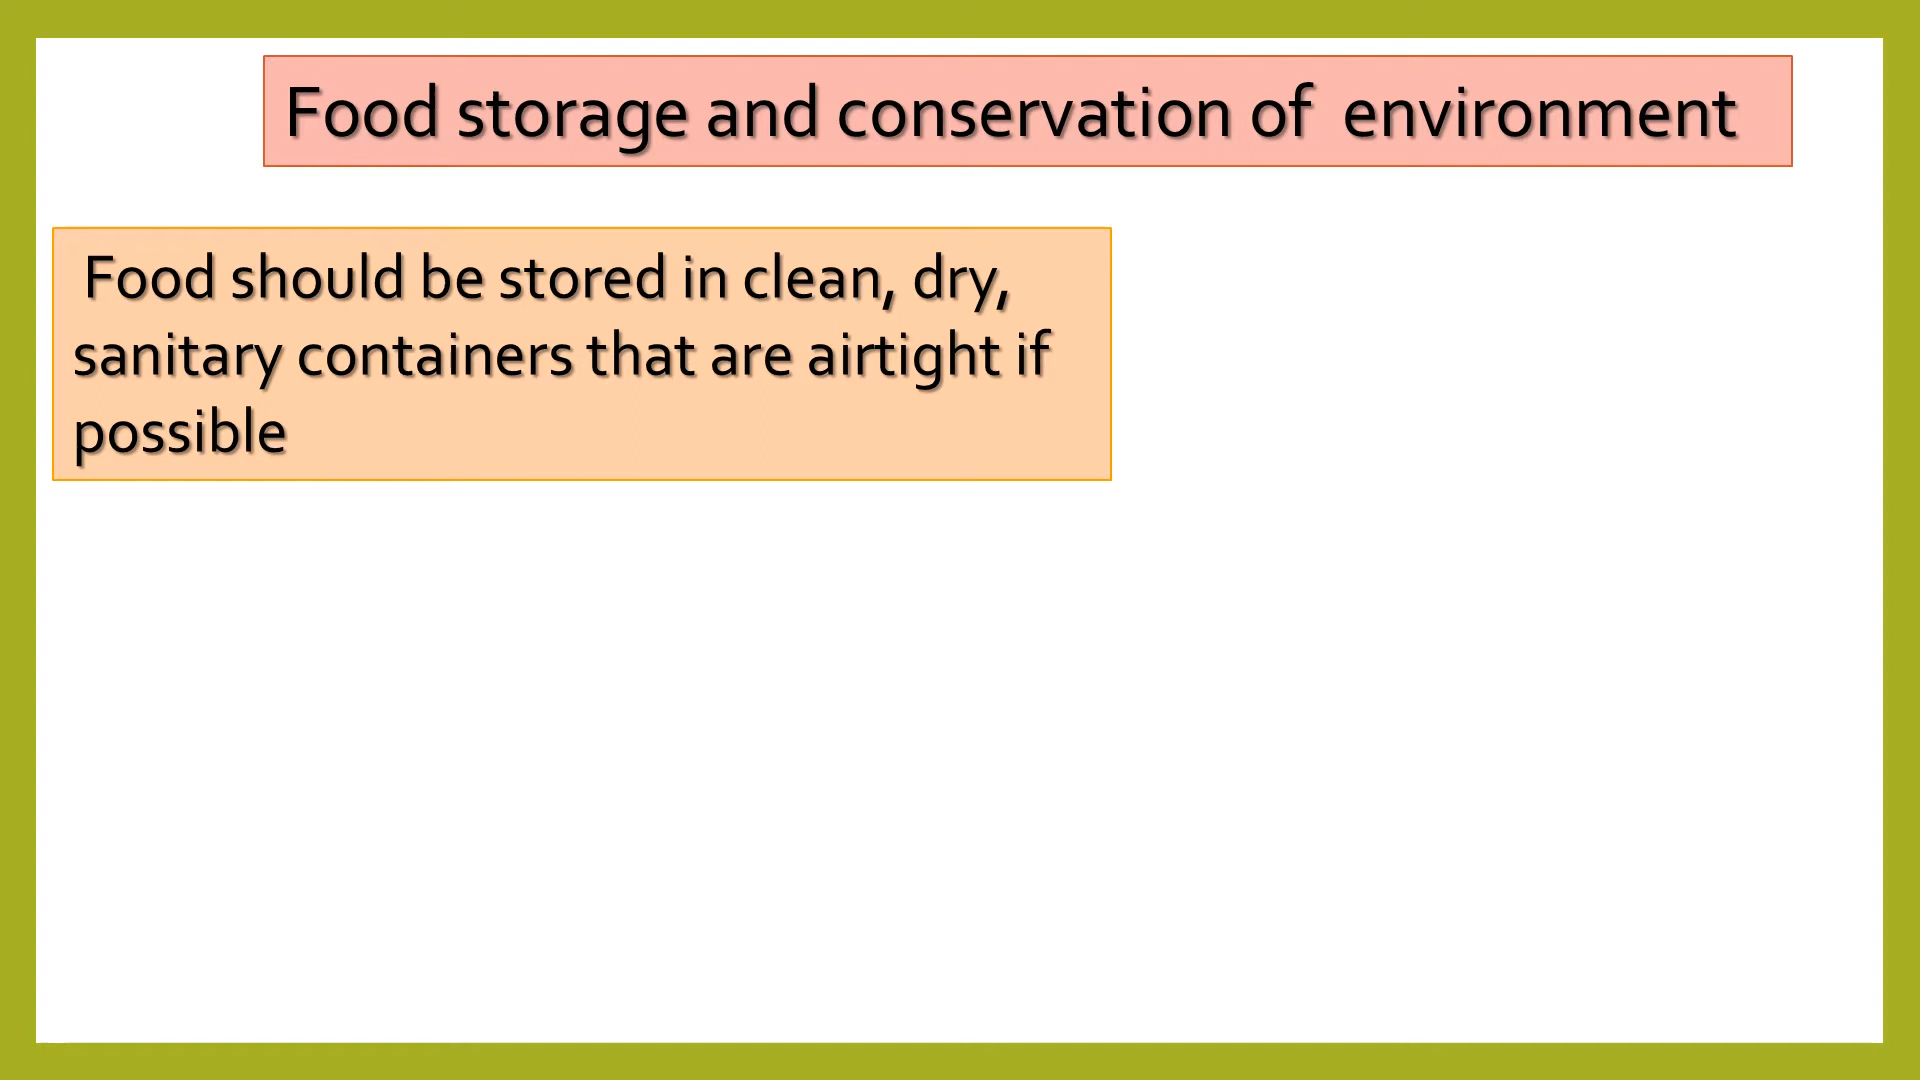 Food storage and conservation of  environment
Food should be stored in clean, dry,
sanitary containers that are airtight if
possible